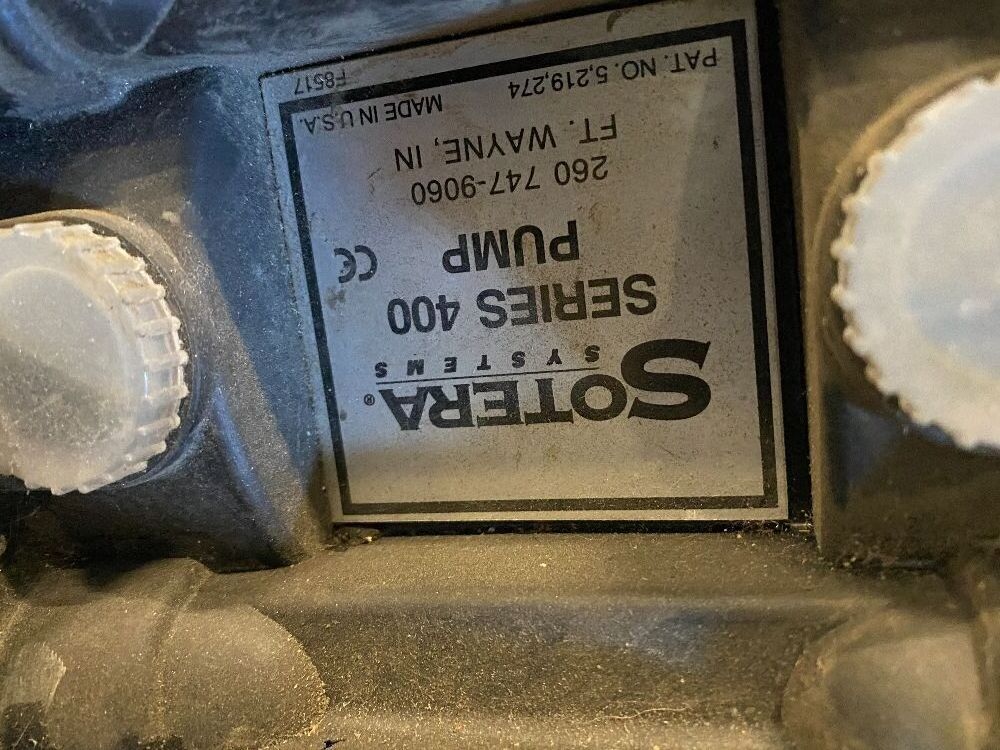 SOTERA®
SYSTEMS
SERIES 400
PUMP CE
260 747-9060
FT. WAYNE, IN
PAT. NO. 5,219,274 MADE IN U.S.A.
F8517